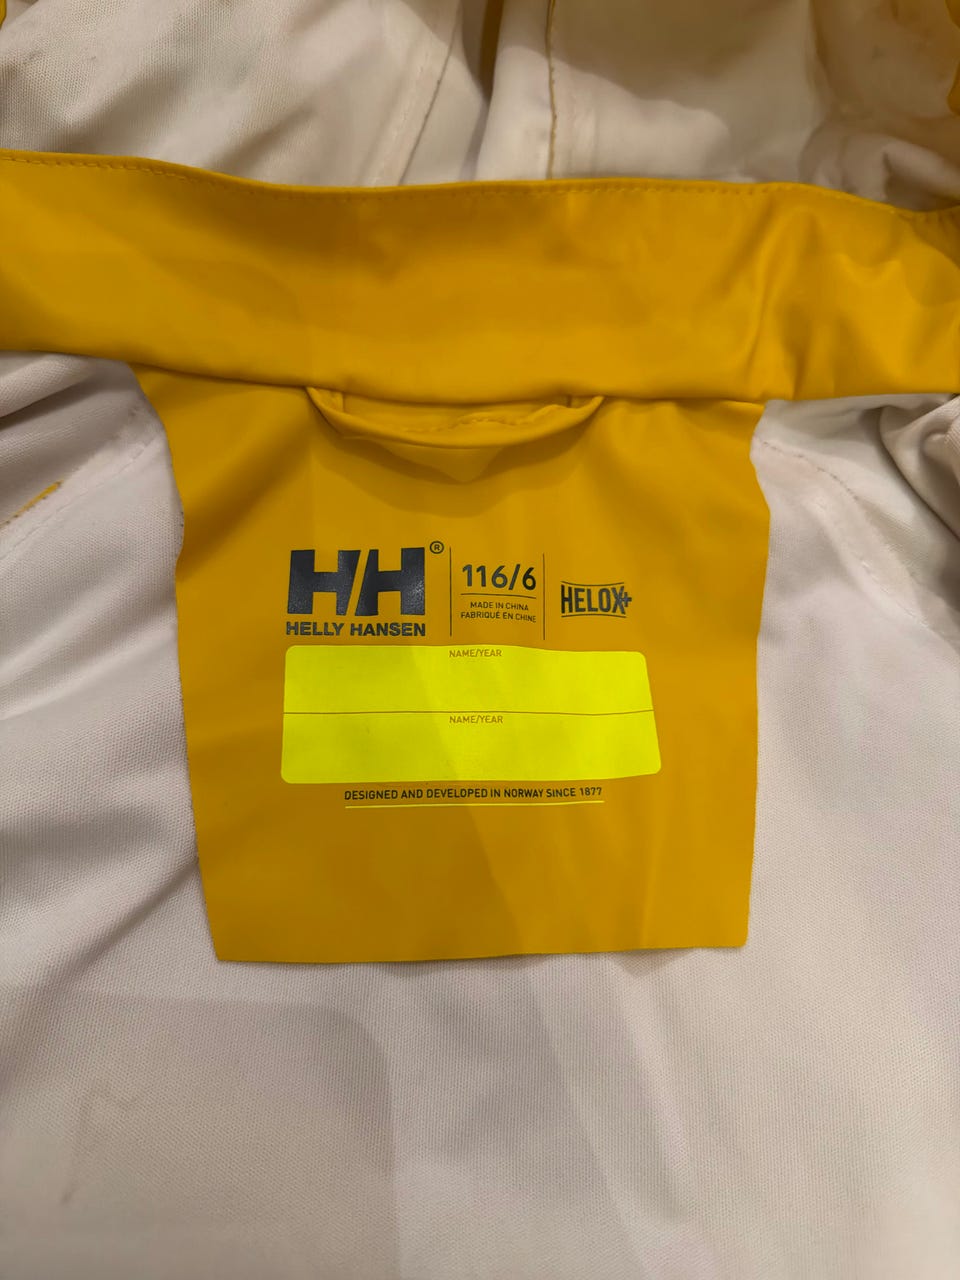 HH®
HELLY HANSEN
116/6
MADE IN CHINA
FABRIQUÉ EN CHINE
HELOX+
NAME/YEAR
NAME/YEAR
DESIGNED AND DEVELOPED IN NORWAY SINCE 1877